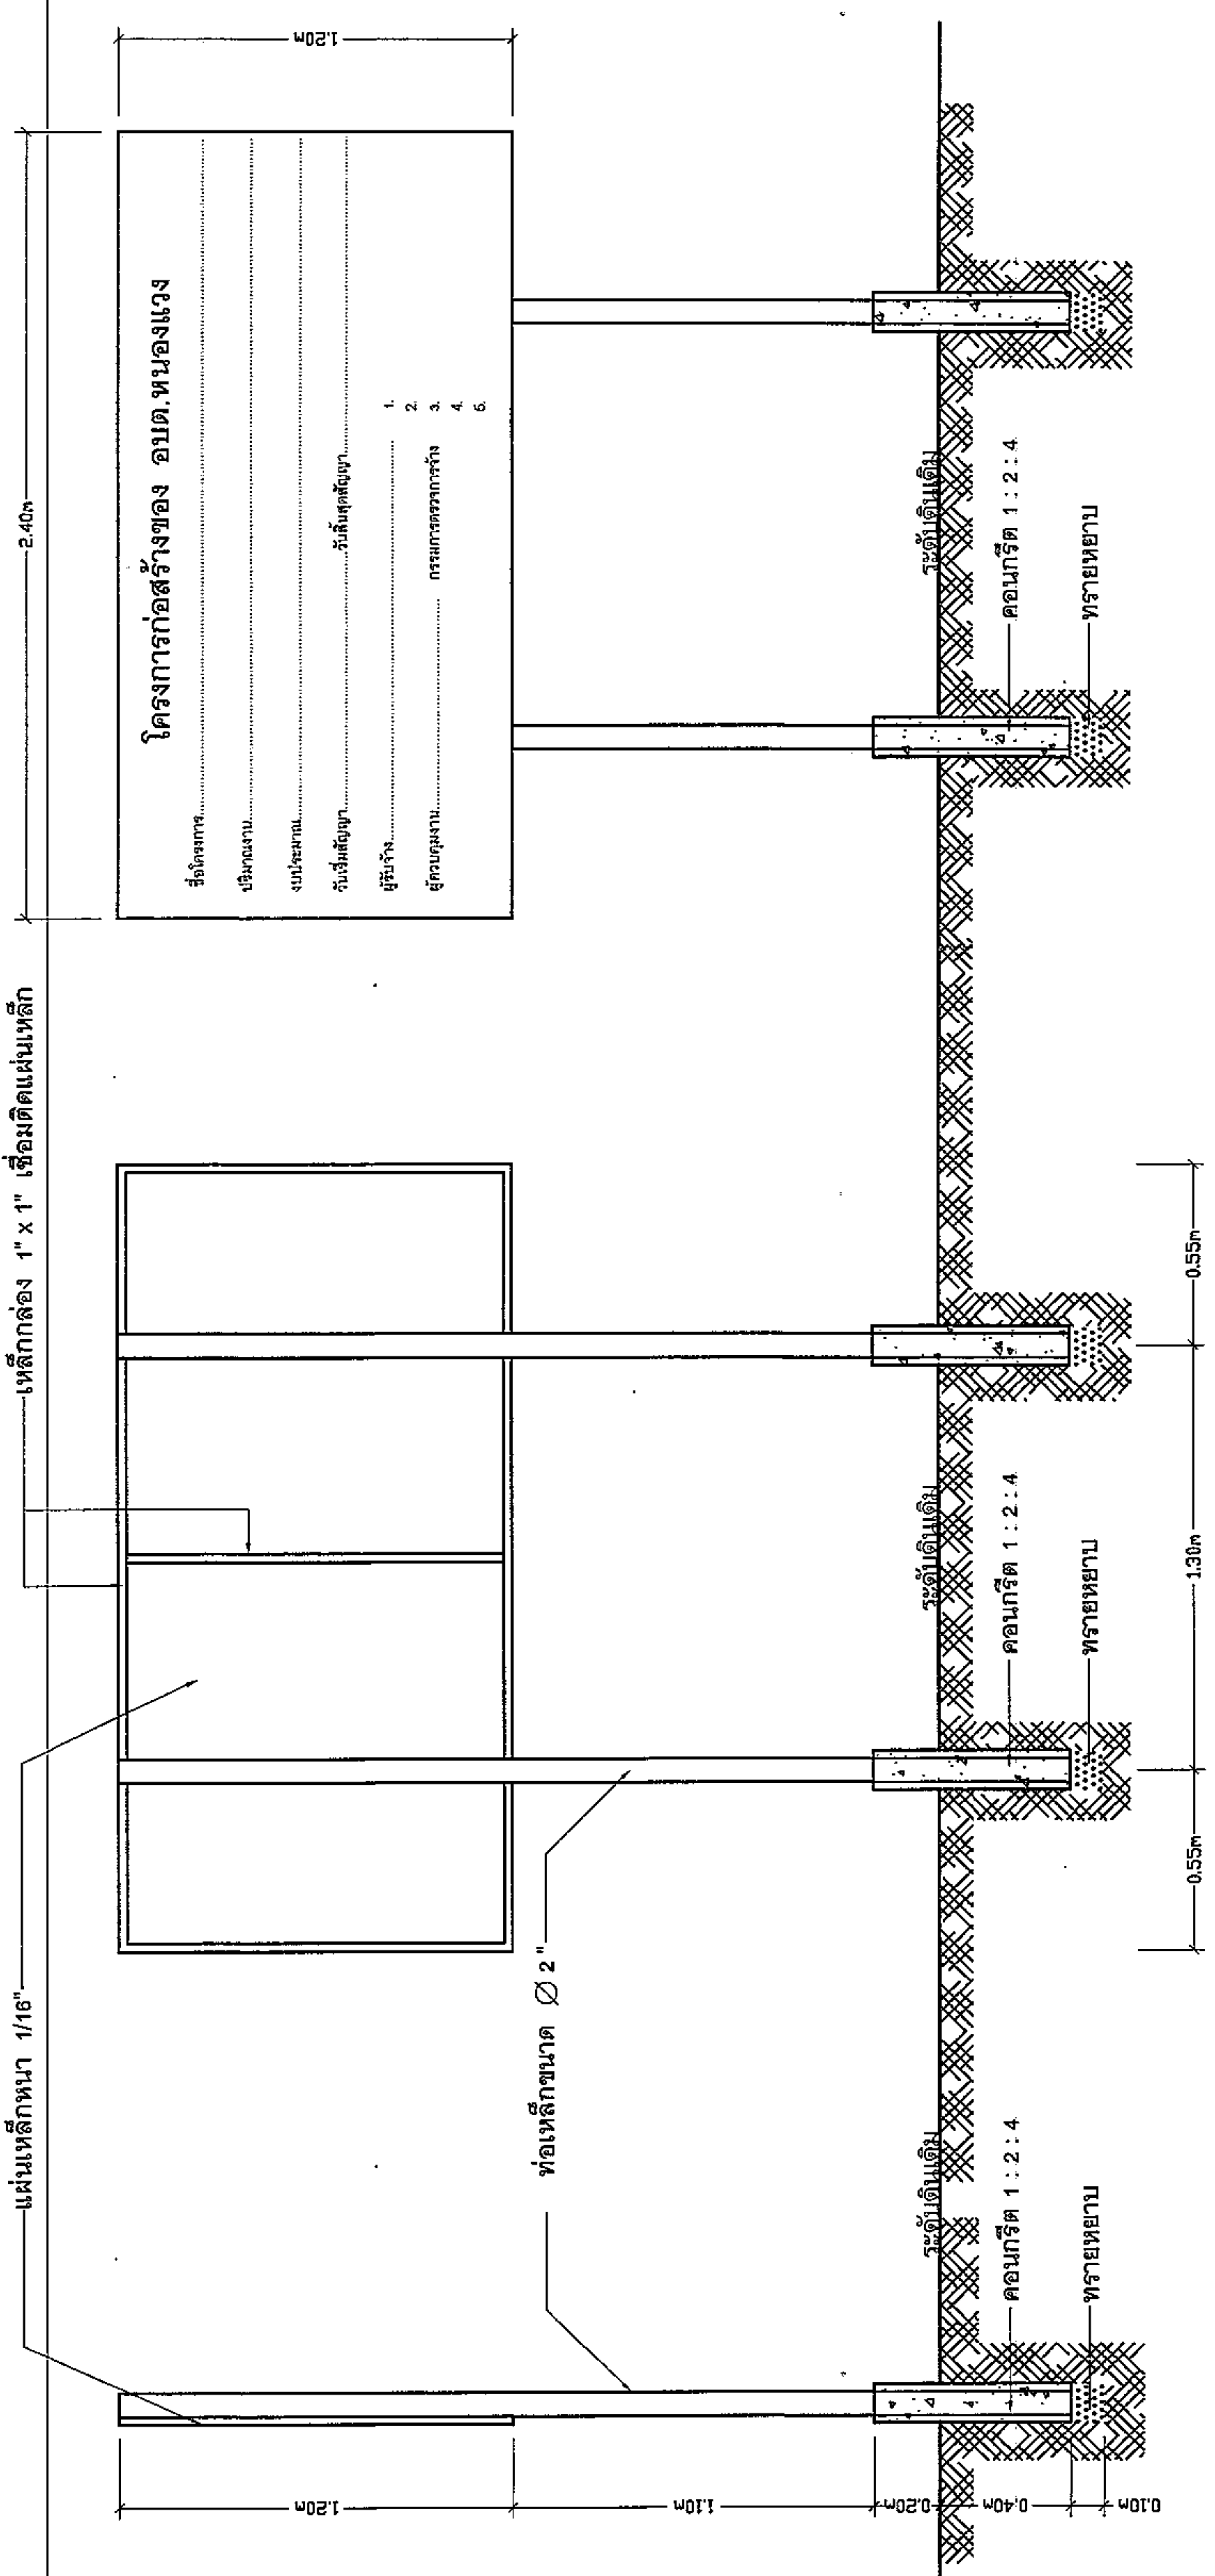 แผ่นเหล็กหนา 1/16"
เหล็กกล่อง 1" x 1" เชื่อมติดแผ่นเหล็ก
2.40m
1.20m
โครงการก่อสร้างของ อบต.หนองแวง
ชื่อโครงการ
ปริมาณงาน
งบประมาณ
วันเริ่มสัญญา วันสิ้นสุดสัญญา
ผู้รับจ้าง 1.
2.
ผู้ควบคุมงาน กรรมการตรวจการจ้าง 3.
4.
5.
ท่อเหล็กขนาด Ø 2"
1.20m
1.10m
0.20m
0.40m
0.10m
ระดับดินเดิม
คอนกรีต 1 : 2 : 4
ทรายหยาบ
ระดับดินเดิม
คอนกรีต 1 : 2 : 4
ทรายหยาบ
ระดับดินเดิม
คอนกรีต 1 : 2 : 4
ทรายหยาบ
0.55m
1.30m
0.55m